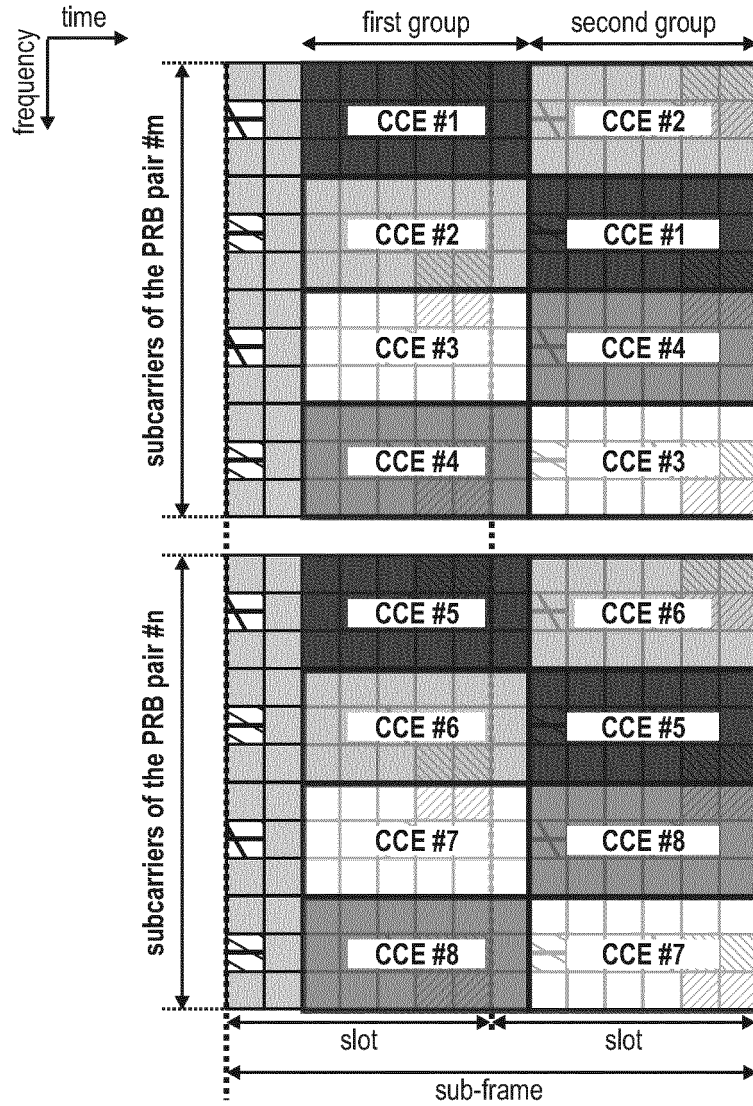 time
frequency
first group
second group
subcarriers of the PRB pair #m
CCE #1
CCE #2
CCE #2
CCE #1
CCE #3
CCE #4
CCE #4
CCE #3
subcarriers of the PRB pair #n
CCE #5
CCE #6
CCE #6
CCE #5
CCE #7
CCE #8
CCE #8
CCE #7
slot
slot
sub-frame